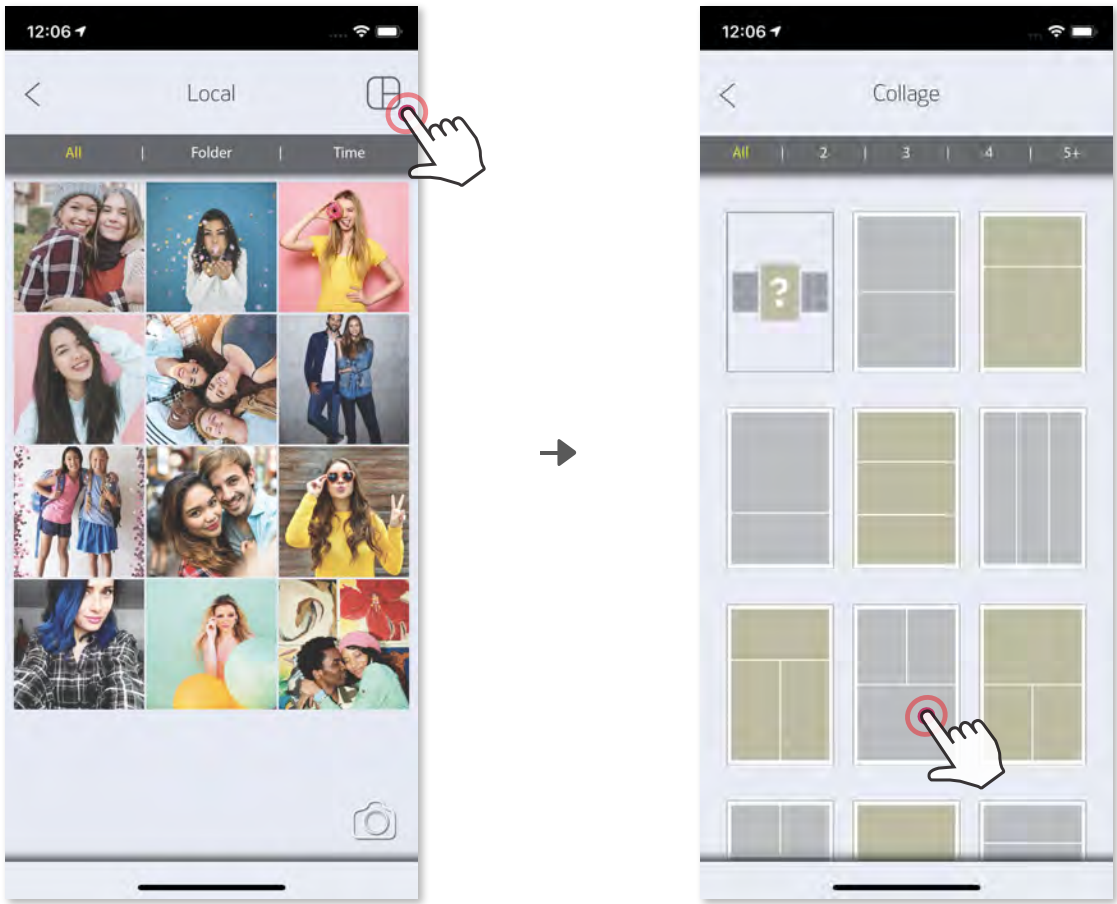 12:06
Local
All | Folder | Time
12:06
Collage
All | 2 | 3 | 4 | 5+
?